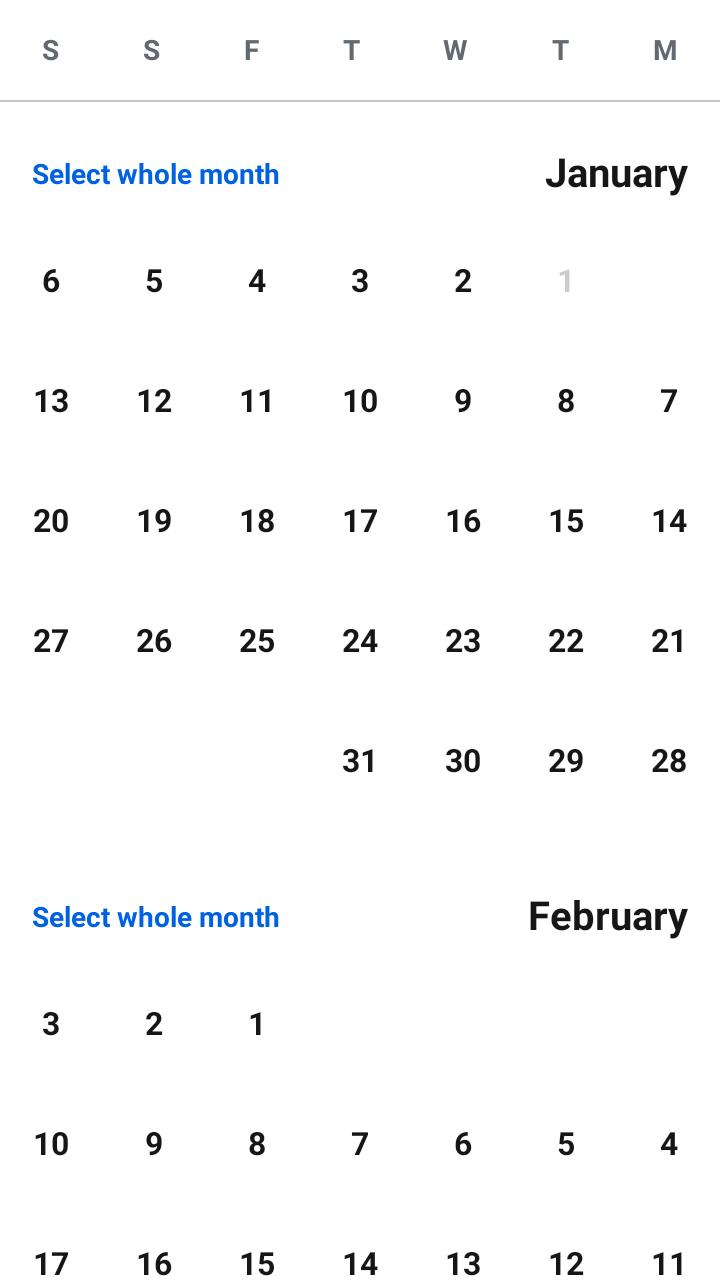 S S F T W T M
Select whole month January
6 5 4 3 2 1
13 12 11 10 9 8 7
20 19 18 17 16 15 14
27 26 25 24 23 22 21
31 30 29 28
Select whole month February
3 2 1
10 9 8 7 6 5 4
17 16 15 14 13 12 11